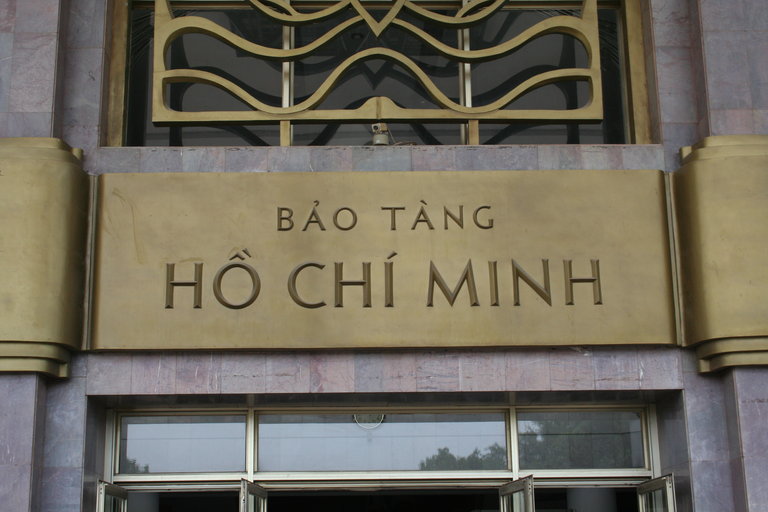 BẢO TÀNG
HỒ CHÍ MINH